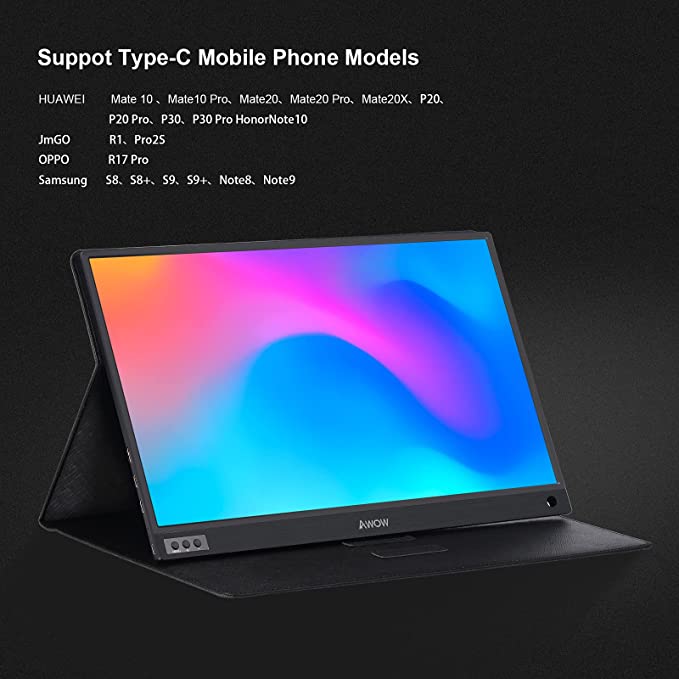 Suppot Type-C Mobile Phone Models
HUAWEI Mate 10 、Mate10 Pro、Mate20、Mate20 Pro、Mate20X、P20、
P20 Pro、P30、P30 Pro HonorNote10
JmGO R1、Pro2S
OPPO R17 Pro
Samsung S8、S8+、S9、S9+、Note8、Note9
AWOW